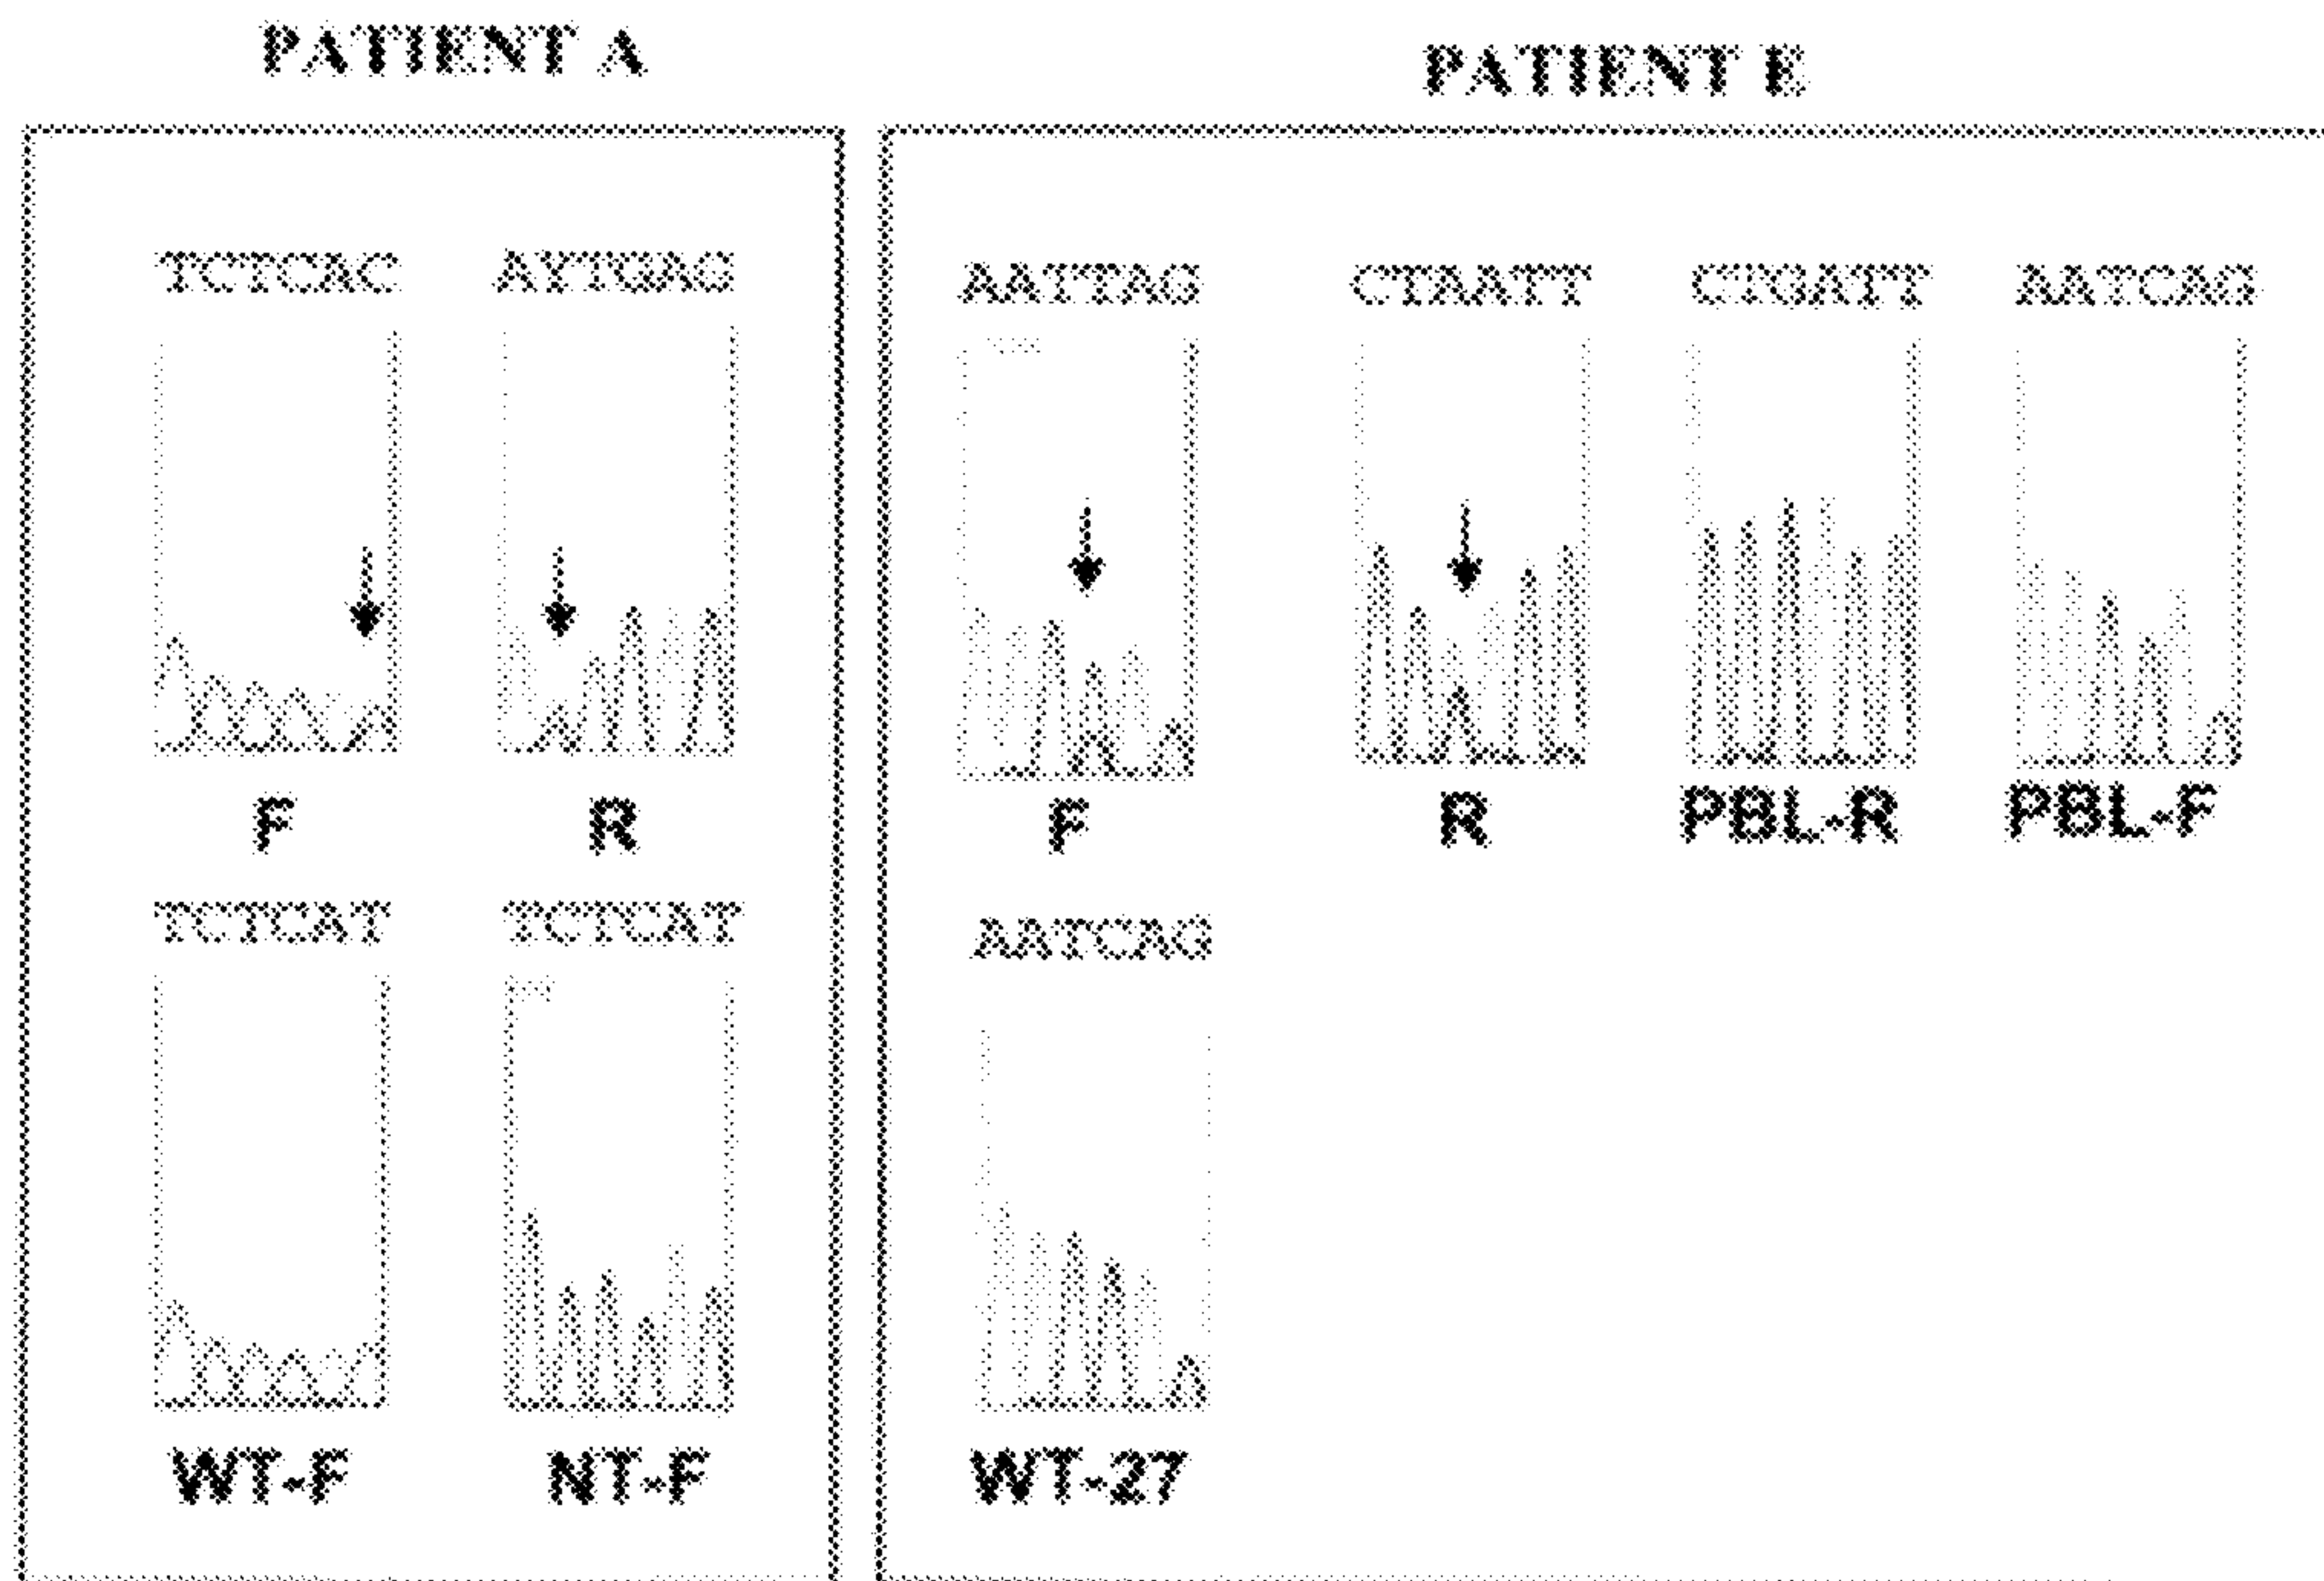 PATIENT A
PATIENT E
TCTCAC AYTGAG
AATTAG CTAATT CTGATT AATCAG
F R
F R PBL-R PBL-F
TCTCAT TCTCAT
AATCAG
WT-F NT-F
WT-27